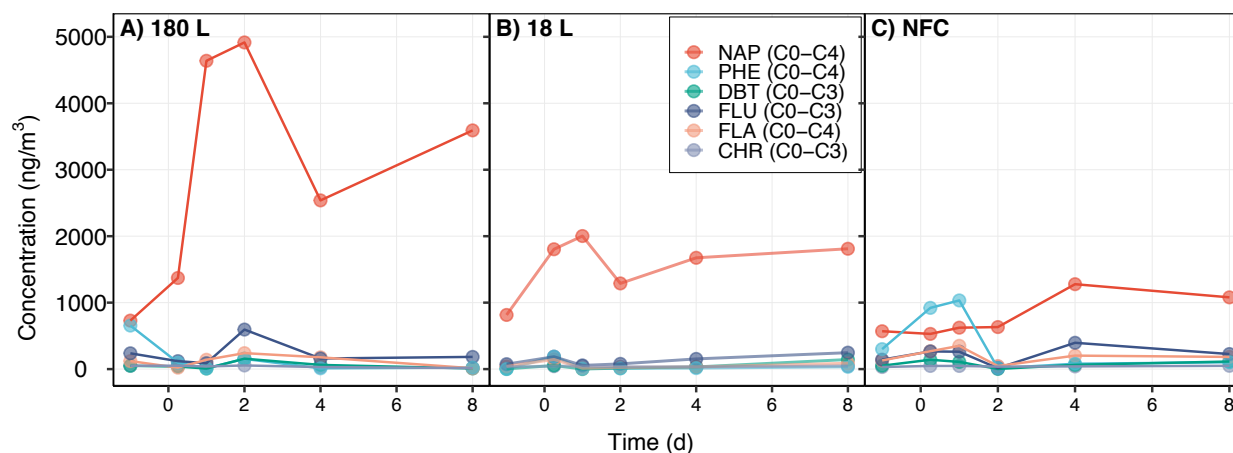 A) 180 L
B) 18 L
C) NFC
NAP (C0−C4)
PHE (C0−C4)
DBT (C0−C3)
FLU (C0−C3)
FLA (C0−C4)
CHR (C0−C3)
Concentration (ng/m³)
5000
4000
3000
2000
1000
0
0 2 4 6 8
0 2 4 6 8
0 2 4 6 8
Time (d)